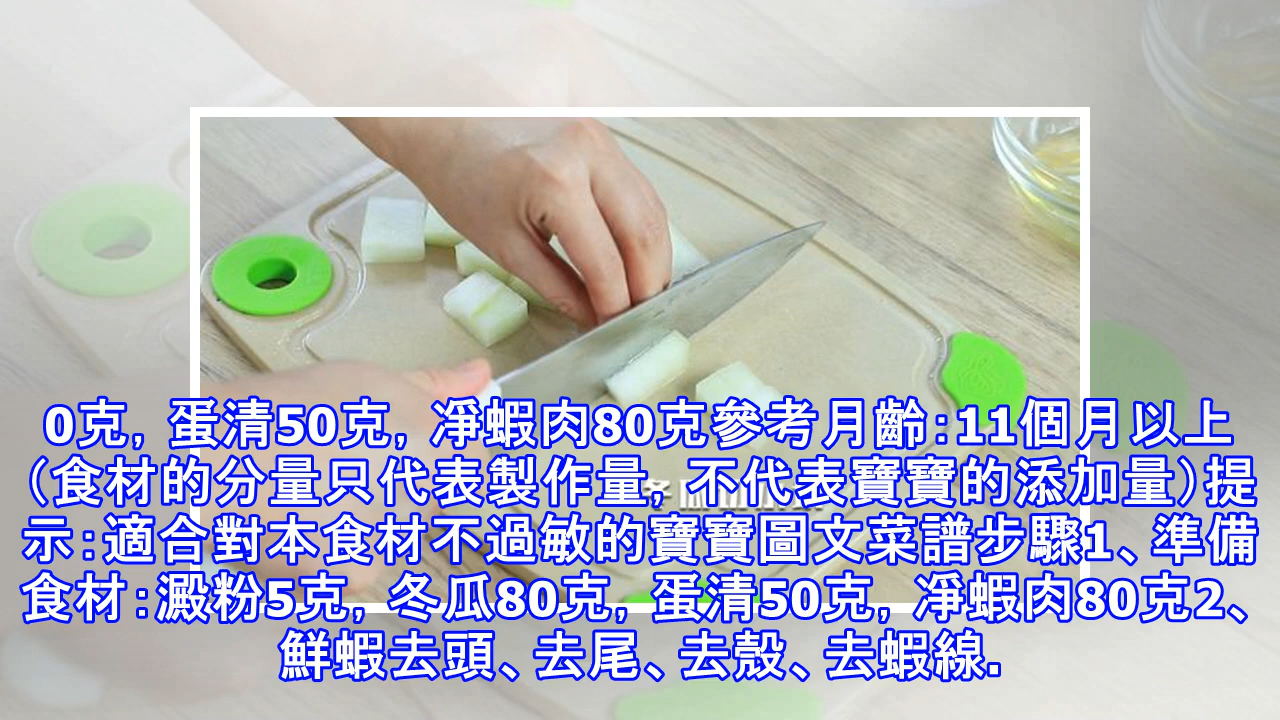 0克, 蛋清50克, 凈蝦肉80克參考月齡:11個月以上
(食材的分量只代表製作量, 不代表寶寶的添加量)提
示:適合對本食材不過敏的寶寶圖文菜譜步驟1、準備
食材:澱粉5克, 冬瓜80克, 蛋清50克, 凈蝦肉80克2、
鮮蝦去頭、去尾、去殼、去蝦線.